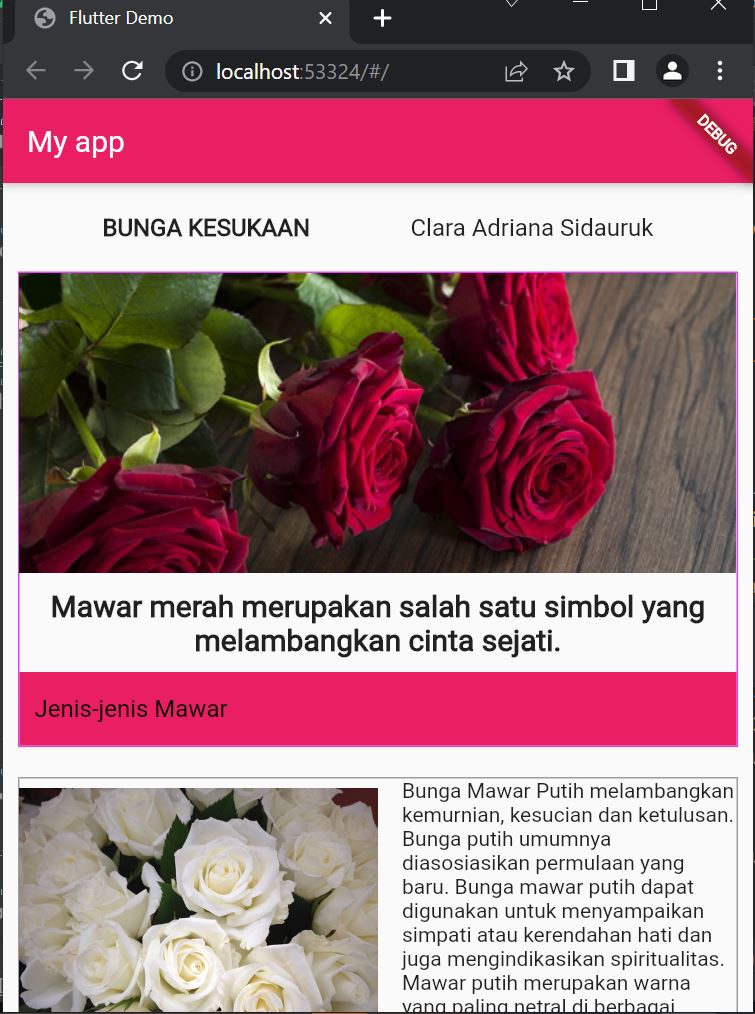 Flutter Demo
localhost:53324/#/
My app
DEBUG
BUNGA KESUKAAN
Clara Adriana Sidauruk
Mawar merah merupakan salah satu simbol yang
melambangkan cinta sejati.
Jenis-jenis Mawar
Bunga Mawar Putih melambangkan
kemurnian, kesucian dan ketulusan.
Bunga putih umumnya
diasosiasikan permulaan yang
baru. Bunga mawar putih dapat
digunakan untuk menyampaikan
simpati atau kerendahan hati dan
juga mengindikasikan spiritualitas.
Mawar putih merupakan warna
yang paling netral di berbagai